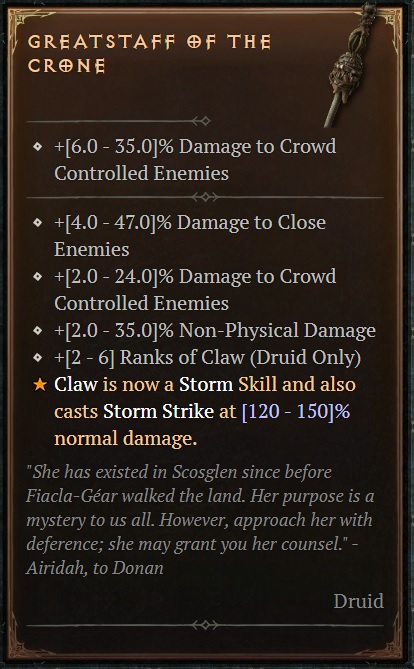 GREATSTAFF OF THE
CRONE
+[6.0 - 35.0]% Damage to Crowd
Controlled Enemies
+[4.0 - 47.0]% Damage to Close
Enemies
+[2.0 - 24.0]% Damage to Crowd
Controlled Enemies
+[2.0 - 35.0]% Non-Physical Damage
+[2 - 6] Ranks of Claw (Druid Only)
Claw is now a Storm Skill and also
casts Storm Strike at [120 - 150]%
normal damage.
"She has existed in Scosglen since before
Fiacla-Géar walked the land. Her purpose is a
mystery to us all. However, approach her with
deference; she may grant you her counsel." -
Airidah, to Donan
Druid